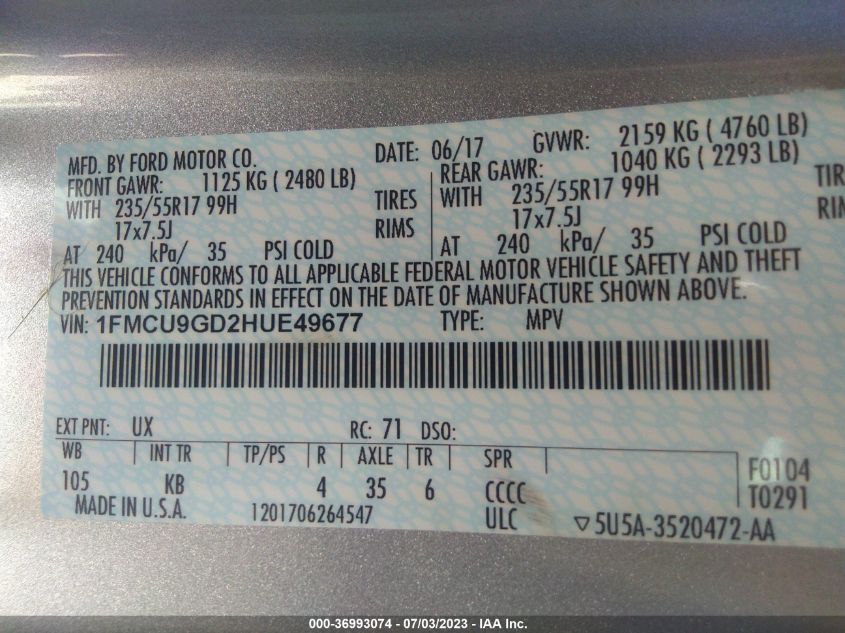 MFD. BY FORD MOTOR CO. DATE: 06/17 GVWR: 2159 KG ( 4760 LB)
FRONT GAWR: 1125 KG ( 2480 LB) REAR GAWR: 1040 KG ( 2293 LB)
WITH 235/55R17 99H TIRES WITH 235/55R17 99H TIR
17x7.5J RIMS 17x7.5J RIM
AT 240 kPa/ 35 PSI COLD AT 240 kPa/ 35 PSI COLD
THIS VEHICLE CONFORMS TO ALL APPLICABLE FEDERAL MOTOR VEHICLE SAFETY AND THEFT
PREVENTION STANDARDS IN EFFECT ON THE DATE OF MANUFACTURE SHOWN ABOVE.
VIN: 1FMCU9GD2HUE49677 TYPE: MPV
EXT PNT: UX RC: 71 DSO:
WB INT TR TP/PS R AXLE TR SPR F0104
105 KB 4 35 6 CCCC T0291
MADE IN U.S.A. 1201706264547 ULC ▽5U5A-3520472-AA
000-36993074 / 07/03/2023 - IAA Inc.